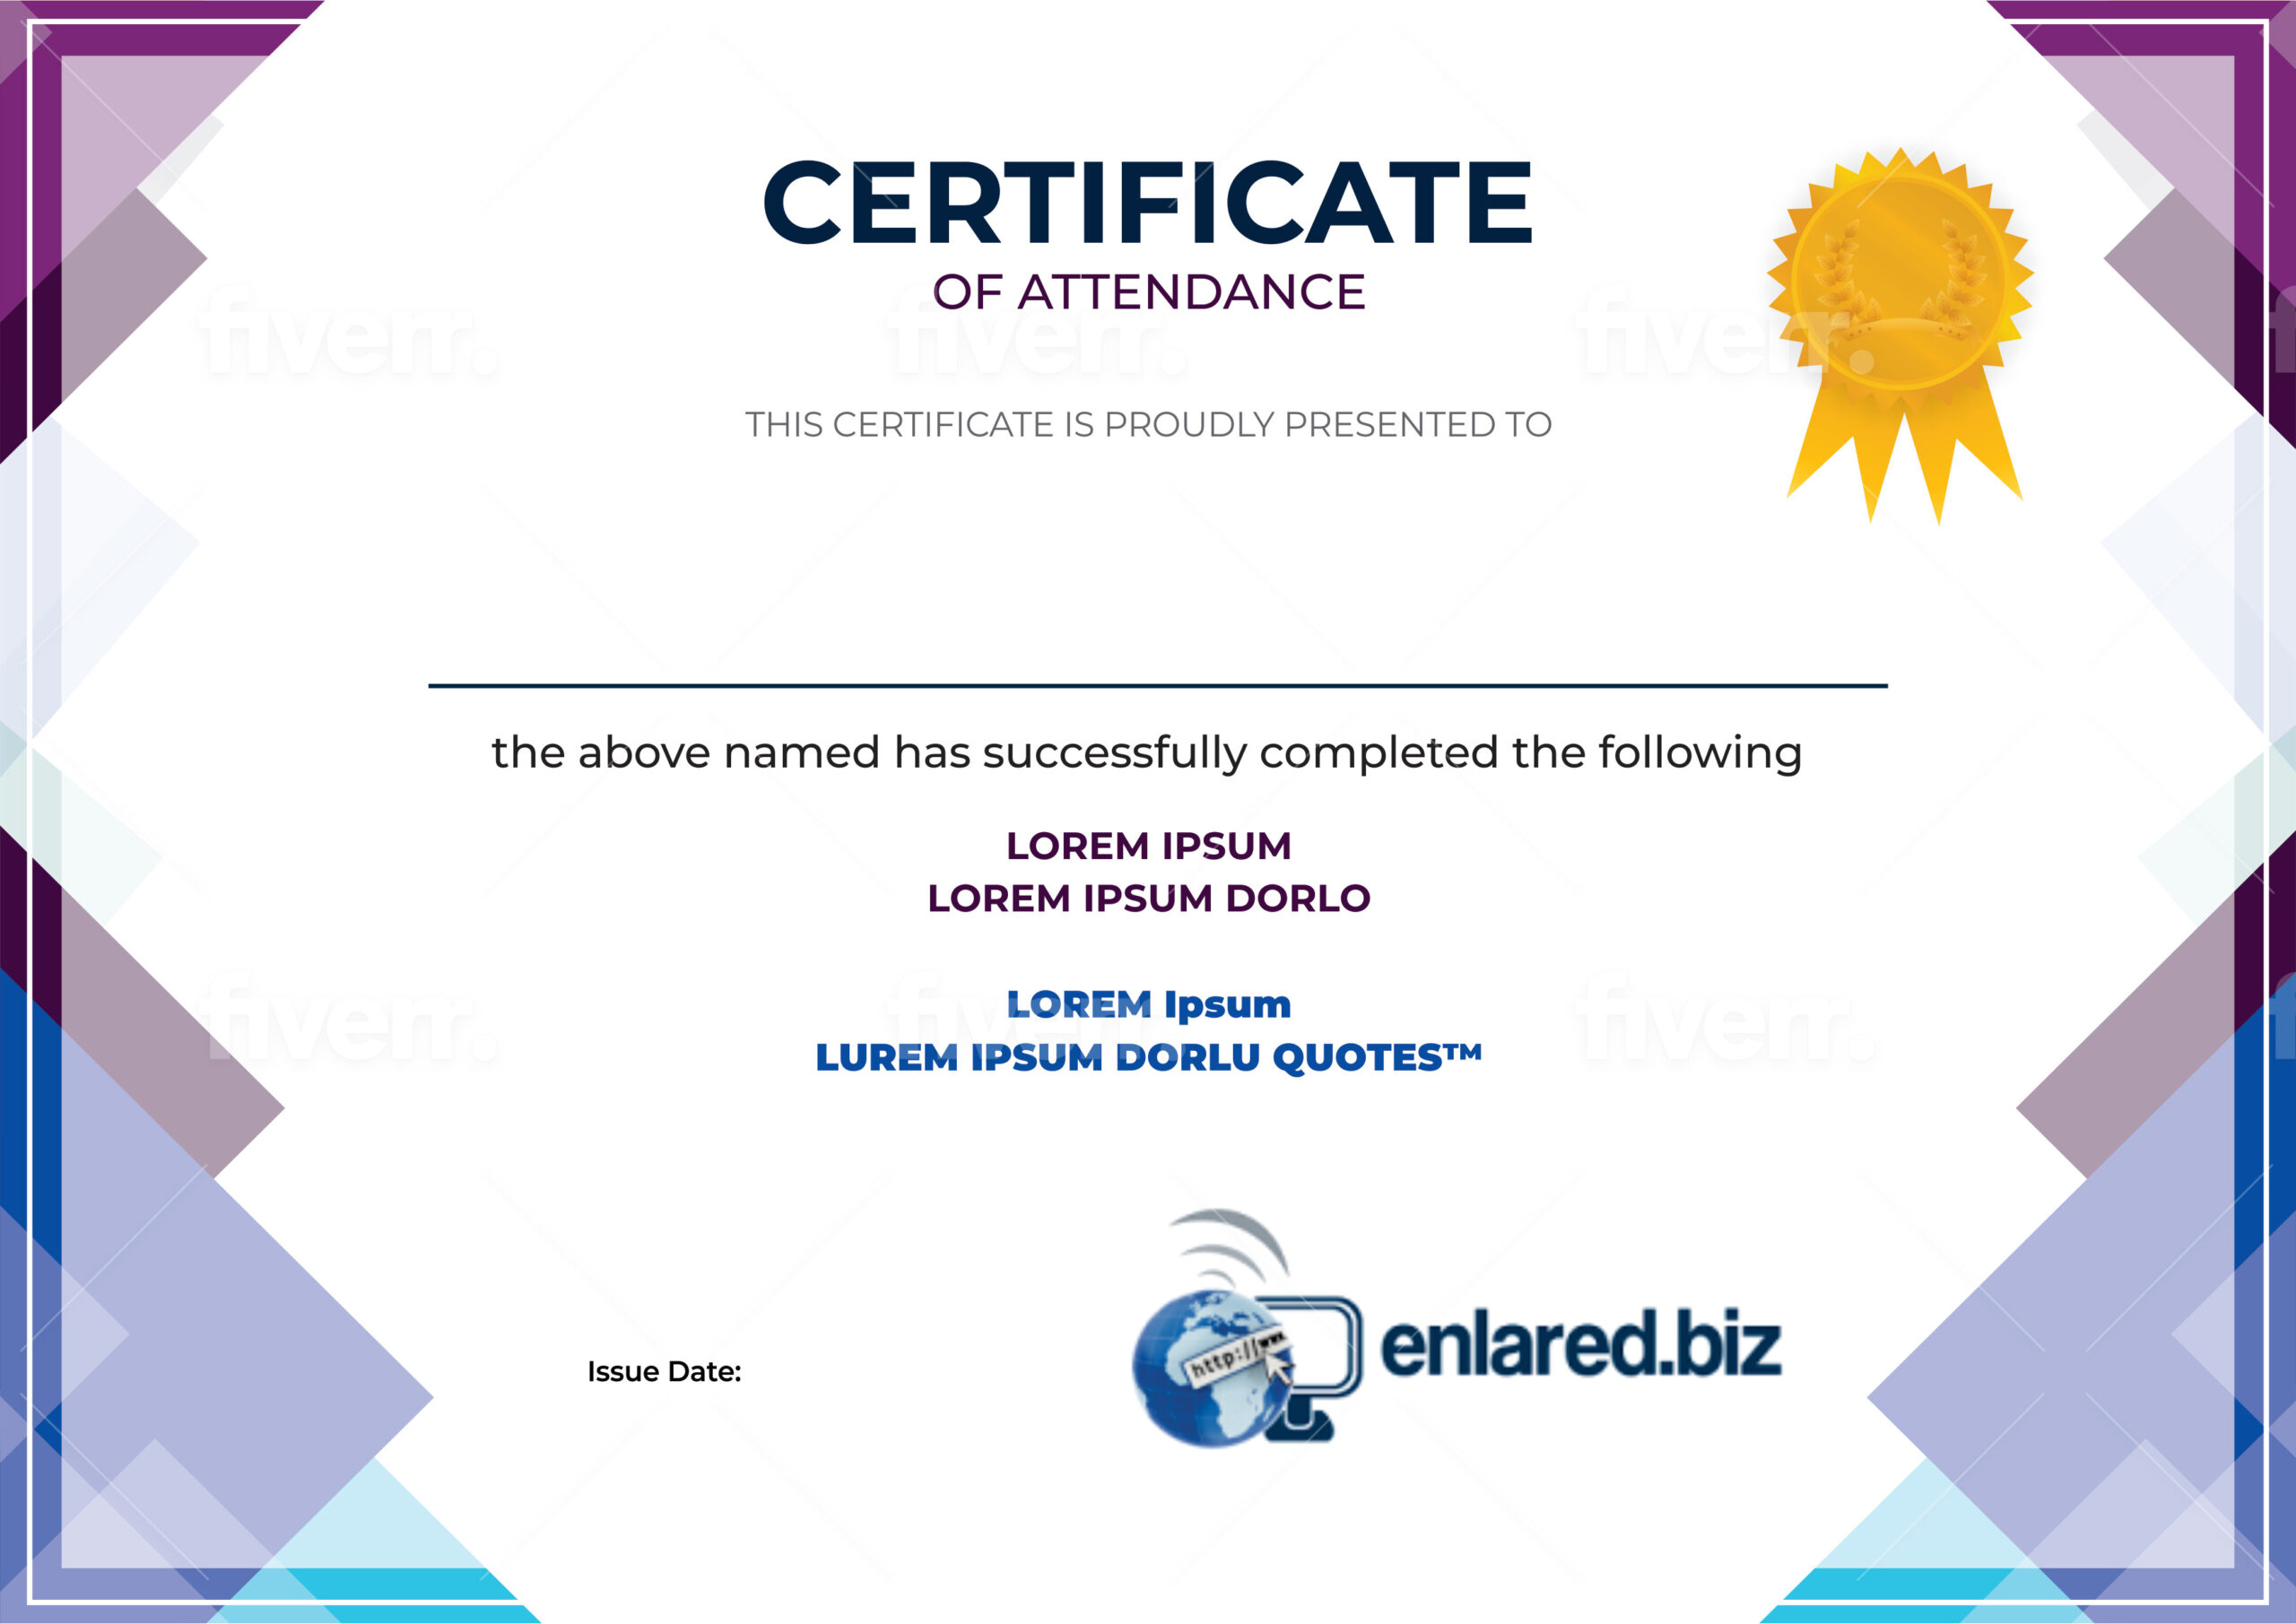 CERTIFICATE
OF ATTENDANCE
fiverr.
fiverr.
fiverr.
THIS CERTIFICATE IS PROUDLY PRESENTED TO
the above named has successfully completed the following
LOREM IPSUM
LOREM IPSUM DORLO
LOREM Ipsum
fiverr.
fiverr.
fiverr.
LUREM IPSUM DORLU QUOTES™
http://www
enlared.biz
Issue Date: